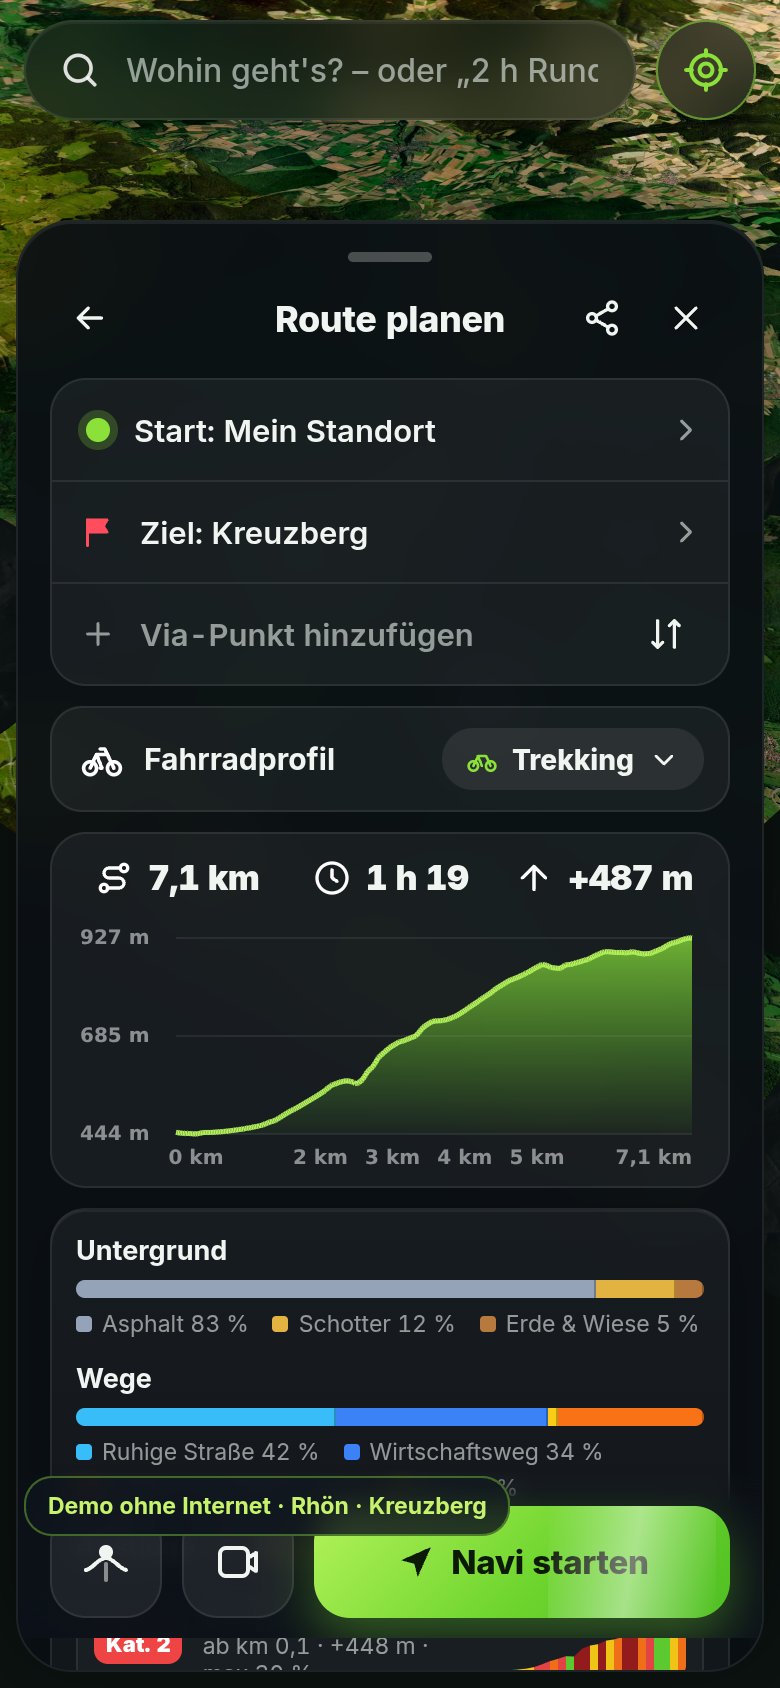 Wohin geht's? – oder „2 h Rund
Route planen
Start: Mein Standort
Ziel: Kreuzberg
Via-Punkt hinzufügen
Fahrradprofil
Trekking
7,1 km
1 h 19
+487 m
927 m
685 m
444 m
0 km 2 km 3 km 4 km 5 km 7,1 km
Untergrund
Asphalt 83 % Schotter 12 % Erde & Wiese 5 %
Wege
Ruhige Straße 42 % Wirtschaftsweg 34 %
%
Demo ohne Internet · Rhön · Kreuzberg
Navi starten
Kat. 2
ab km 0,1 · +448 m ·